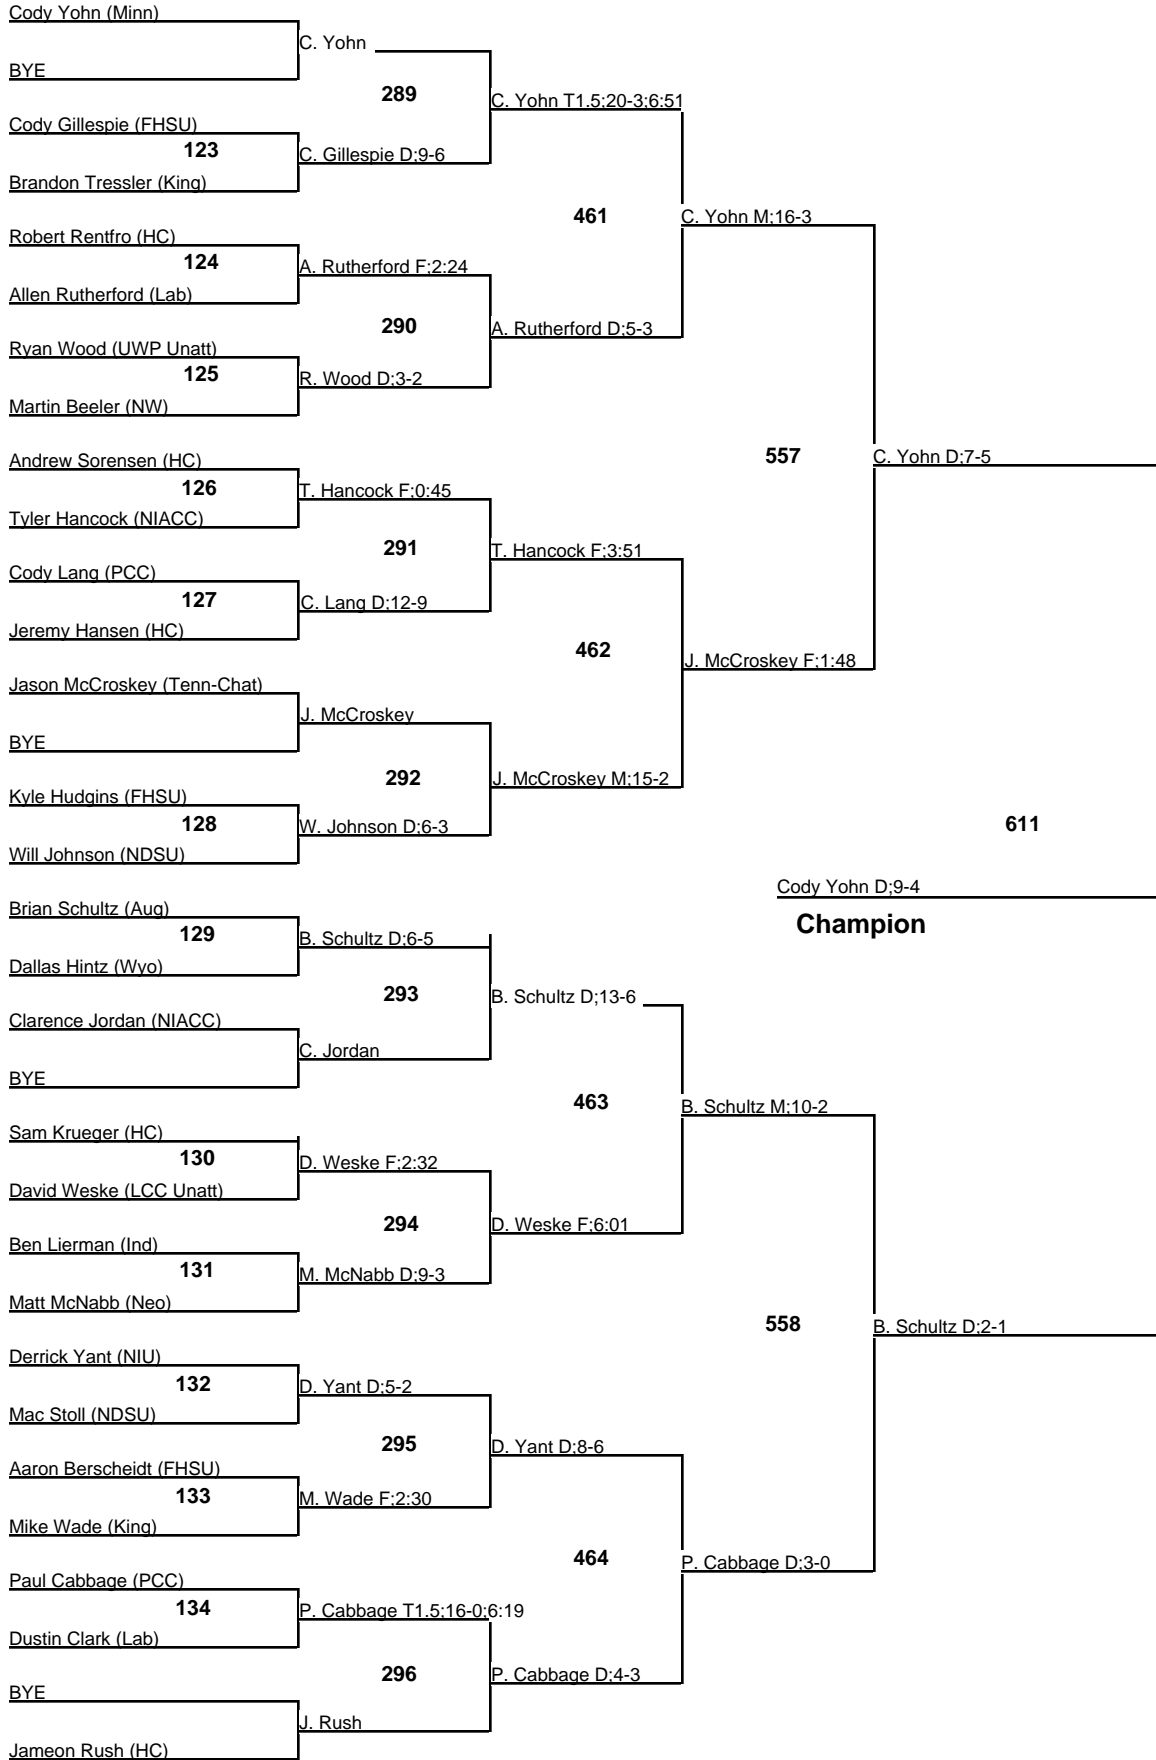 Cody Yohn (Minn)
C. Yohn
BYE
289
C. Yohn T1.5;20-3;6:51
Cody Gillespie (FHSU)
123
C. Gillespie D;9-6
Brandon Tressler (King)
461
C. Yohn M;16-3
Robert Rentfro (HC)
124
A. Rutherford F;2:24
Allen Rutherford (Lab)
290
A. Rutherford D;5-3
Ryan Wood (UWP Unatt)
125
R. Wood D;3-2
Martin Beeler (NW)
557
C. Yohn D;7-5
Andrew Sorensen (HC)
126
T. Hancock F;0:45
Tyler Hancock (NIACC)
291
T. Hancock F;3:51
Cody Lang (PCC)
127
C. Lang D;12-9
Jeremy Hansen (HC)
462
J. McCroskey F;1:48
Jason McCroskey (Tenn-Chat)
J. McCroskey
BYE
292
J. McCroskey M;15-2
Kyle Hudgins (FHSU)
128
W. Johnson D;6-3
611
Will Johnson (NDSU)
Cody Yohn D;9-4
Champion
Brian Schultz (Aug)
129
B. Schultz D;6-5
Dallas Hintz (Wyo)
293
B. Schultz D;13-6
Clarence Jordan (NIACC)
C. Jordan
BYE
463
B. Schultz M;10-2
Sam Krueger (HC)
130
D. Weske F;2:32
David Weske (LCC Unatt)
294
D. Weske F;6:01
Ben Lierman (Ind)
131
M. McNabb D;9-3
Matt McNabb (Neo)
558
B. Schultz D;2-1
Derrick Yant (NIU)
132
D. Yant D;5-2
Mac Stoll (NDSU)
295
D. Yant D;8-6
Aaron Berscheidt (FHSU)
133
M. Wade F;2:30
Mike Wade (King)
464
P. Cabbage D;3-0
Paul Cabbage (PCC)
134
P. Cabbage T1.5;16-0;6:19
Dustin Clark (Lab)
296
P. Cabbage D;4-3
BYE
J. Rush
Jameon Rush (HC)